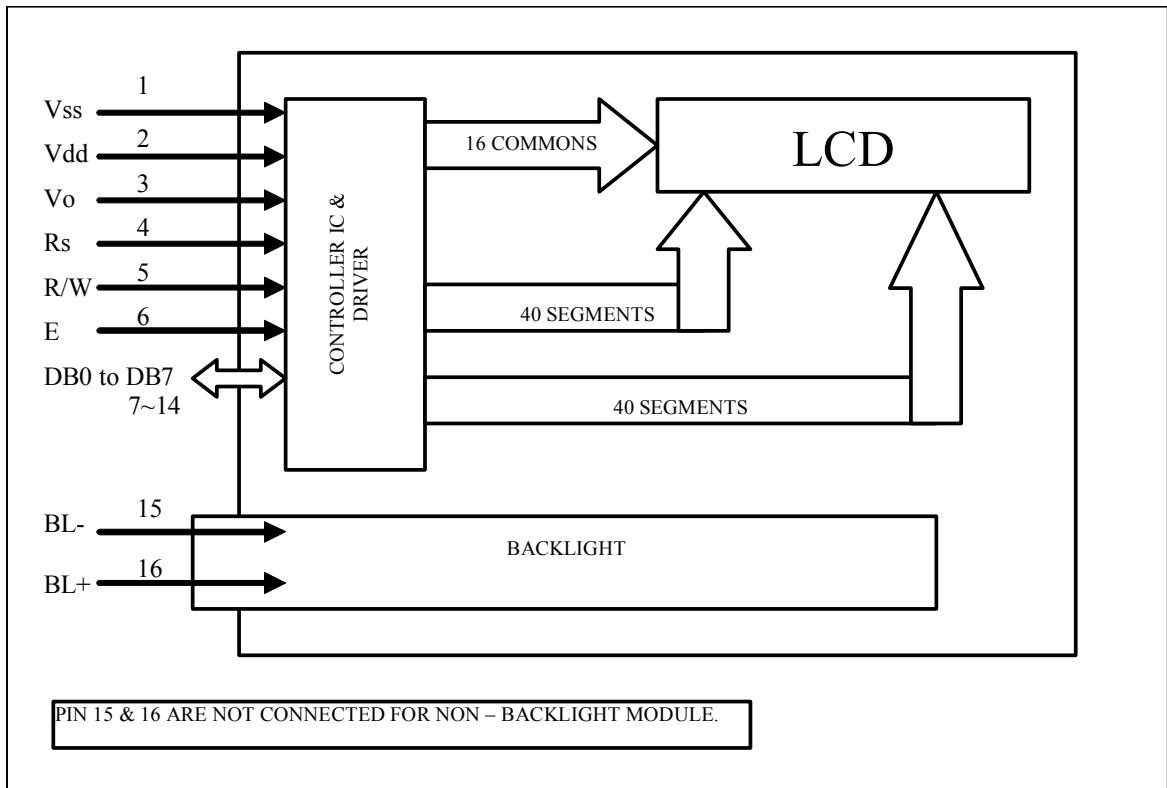 1
Vss
2
Vdd
3
Vo
4
Rs
5
R/W
6
E
DB0 to DB7
7~14
CONTROLLER IC &
DRIVER
16 COMMONS
LCD
40 SEGMENTS
40 SEGMENTS
15
BL-
16
BL+
BACKLIGHT
PIN 15 & 16 ARE NOT CONNECTED FOR NON – BACKLIGHT MODULE.